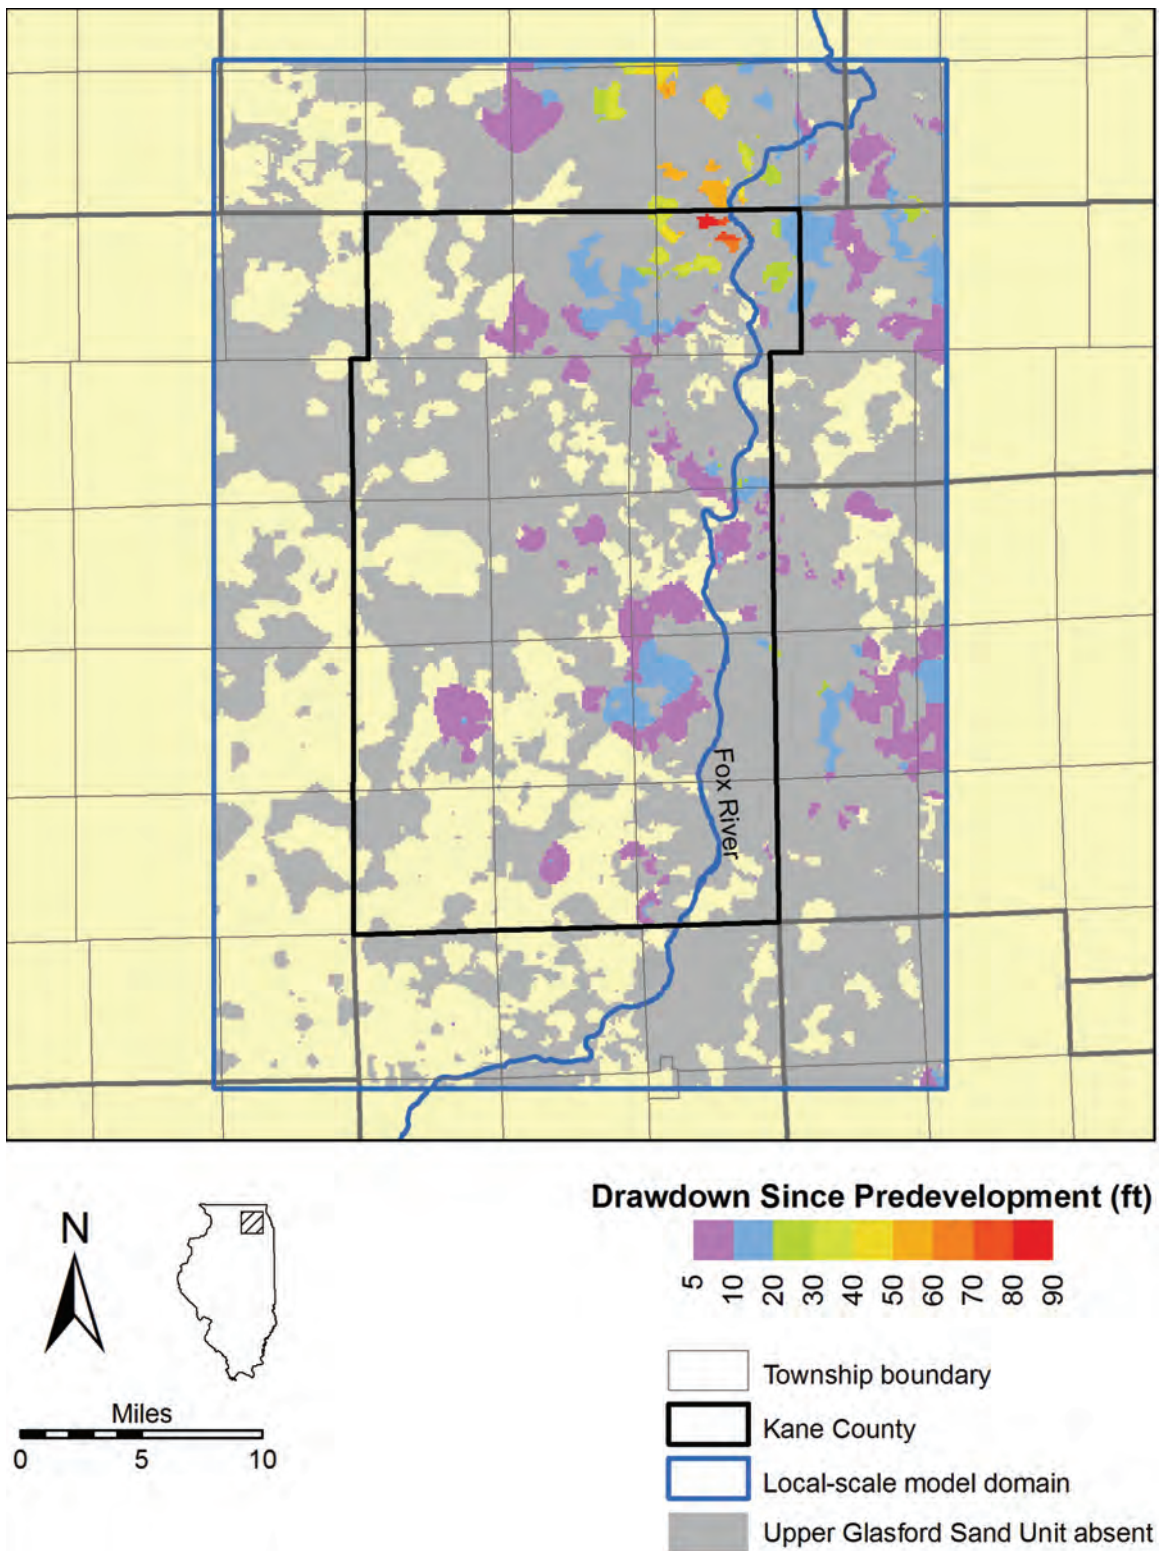 Fox River
Drawdown Since Predevelopment (ft)
5 10 20 30 40 50 60 70 80 90
N
Township boundary
Miles
Kane County
0 5 10
Local-scale model domain
Upper Glasford Sand Unit absent